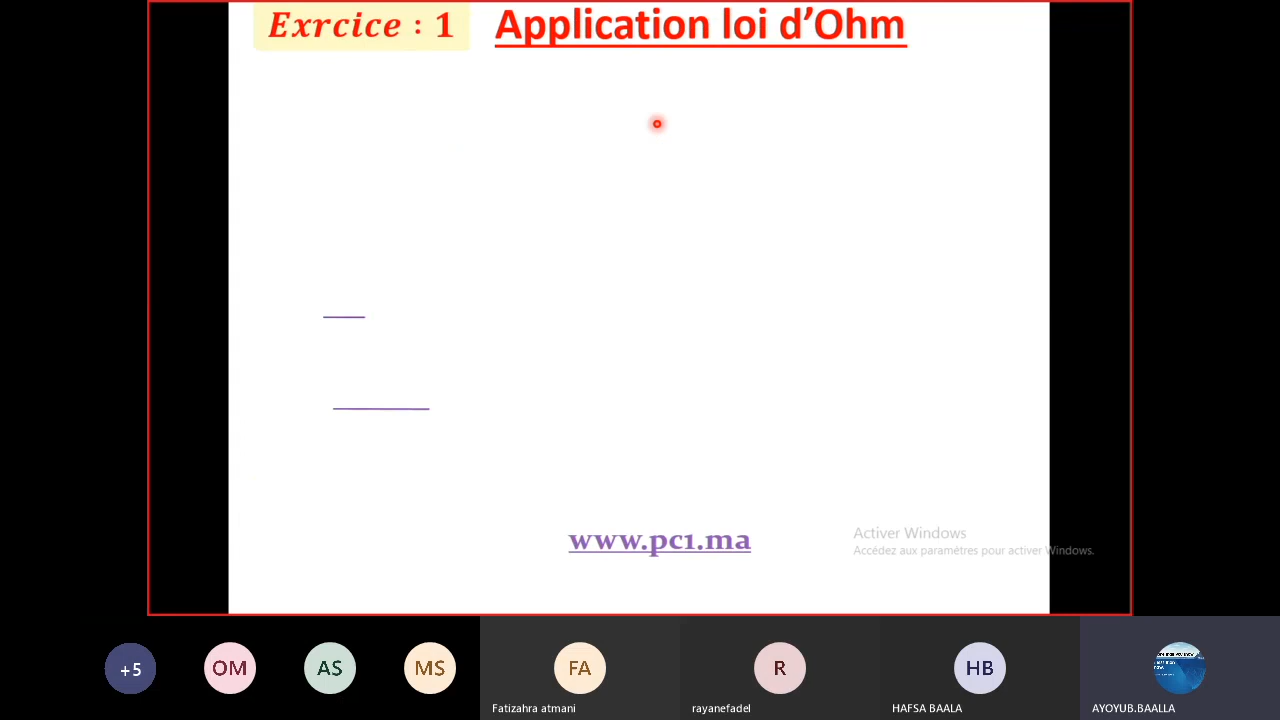 Exrcice : 1 Application loi d’Ohm
www.pc1.ma
Activer Windows
Accédez aux paramètres pour activer Windows.
+5 OM AS MS FA R HB
Fatizahra atmani rayanefadel HAFSA BAALA AYOYUB.BAALLA